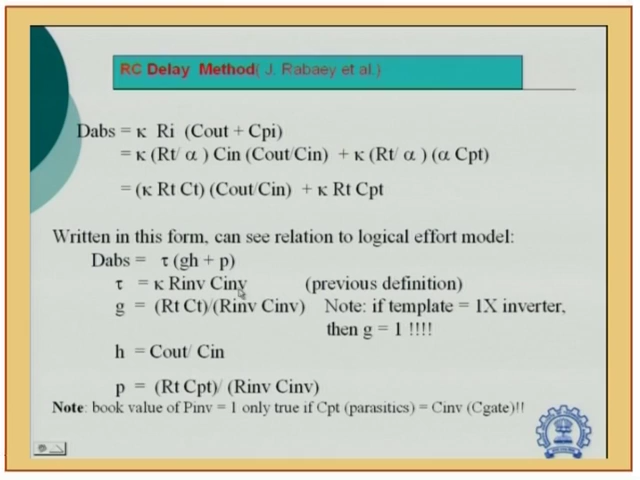 RC Delay Method( J. Rabaey et al.)
Dabs = κ Ri (Cout + Cpi)
= κ (Rt/ α ) Cin (Cout/Cin) + κ (Rt/ α ) (α Cpt)
= (κ Rt Ct) (Cout/Cin) + κ Rt Cpt
Written in this form, can see relation to logical effort model:
Dabs = τ (gh + p)
τ = κ Rinv Cinv (previous definition)
g = (Rt Ct)/(Rinv Cinv) Note: if template = 1X inverter,
then g = 1 !!!!
h = Cout/ Cin
p = (Rt Cpt)/ (Rinv Cinv)
Note: book value of Pinv = 1 only true if Cpt (parasitics) = Cinv (Cgate)!!